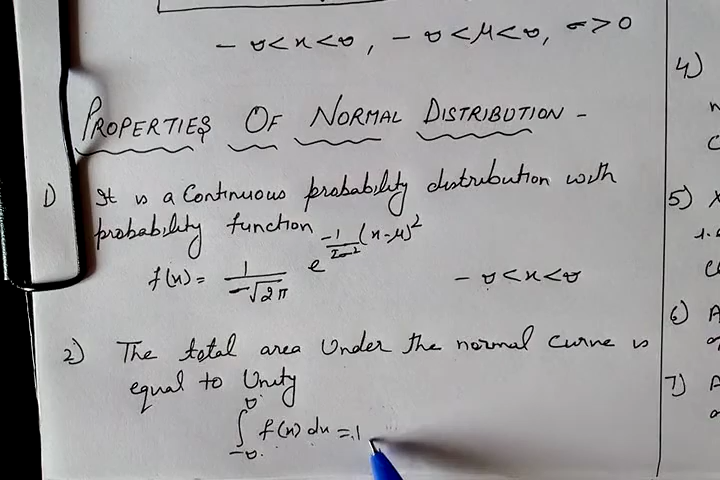 - ∞ < x < ∞, - ∞ < μ < ∞, σ > 0
PROPERTIES OF NORMAL DISTRIBUTION -
1) It is a Continuous probability distribution with
probability function
f(x) = 1/(σ√2π) e^(-1/2σ² (x-μ)²) - ∞ < x < ∞
2) The total area Under the normal curve is
equal to Unity
∫_{-∞}^{∞} f(x) dx = 1
4)
5) X
6) A
7) A